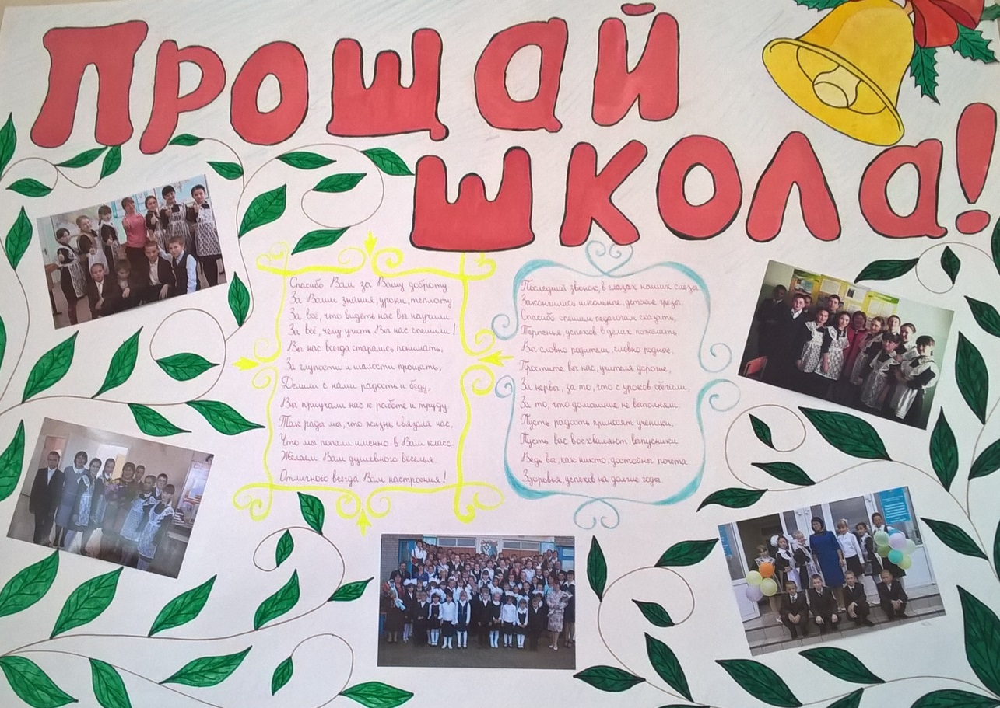 Прощай
школа!
Спасибо Вам за Вашу доброту
За Ваши знания, уроки, теплоту.
За всё, что видеть нас вы научили,
За всё, чему учить Вы нас спешили!
Вы нас всегда старались понимать,
За глупости и шалости прощать,
Делили с нами радость и беду,
Вы приучали нас к работе и труду.
Так рады мы, что жизнь связала нас,
Что мы попали именно в Ваш класс.
Желаем Вам душевного веселья
Отличного всегда Вам настроения!
Последний звонок, в глазах наших слёзы
Закончились школьные, детские грёзы.
Спасибо спешим педагогам сказать,
Терпенья, успехов в делах пожелать.
Вы словно родители, словно родные,
Простите вы нас, учителя дорогие,
За нервы, за то, что с уроков сбегали,
За то, что домашние не выполняли.
Пусть радость приносят ученики,
Пусть вас восхваляют выпускники
Ведь вы, как никто, достойны почета
Здоровья, успехов на долгие годы.